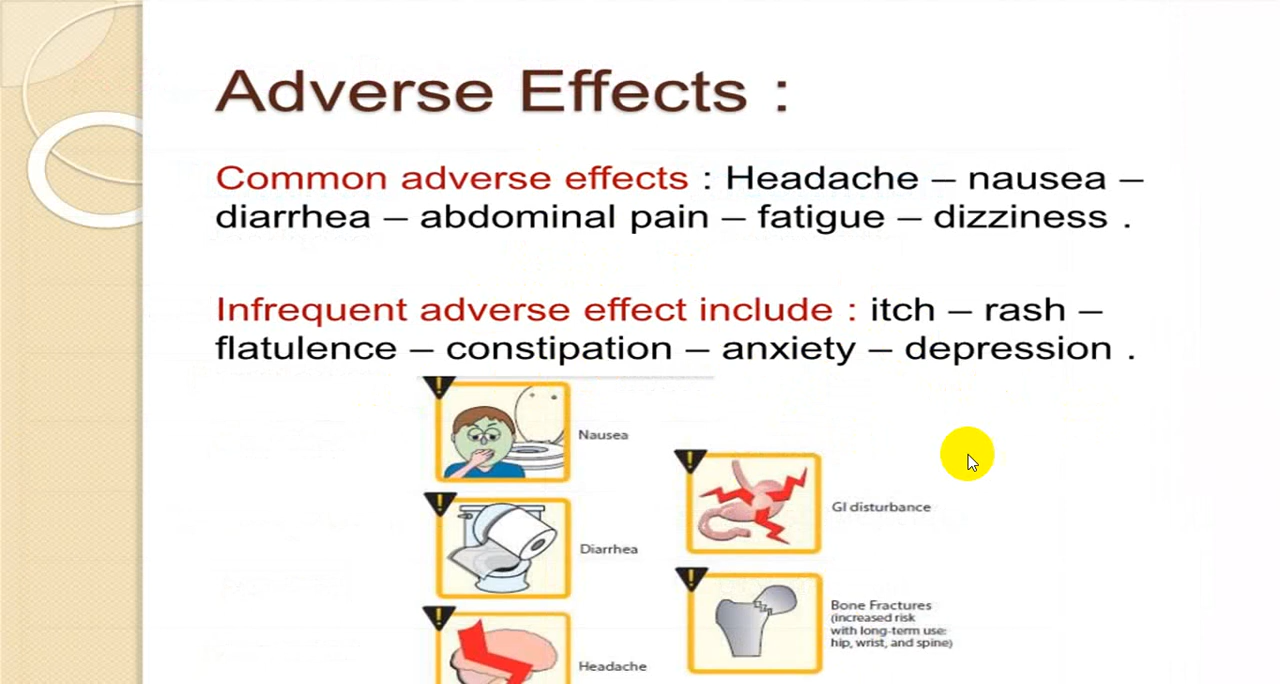 Adverse Effects :
Common adverse effects : Headache – nausea –
diarrhea – abdominal pain – fatigue – dizziness .
Infrequent adverse effect include : itch – rash –
flatulence – constipation – anxiety – depression .
Nausea
GI disturbance
Diarrhea
Bone Fractures
(increased risk
with long-term use:
hip, wrist, and spine)
Headache